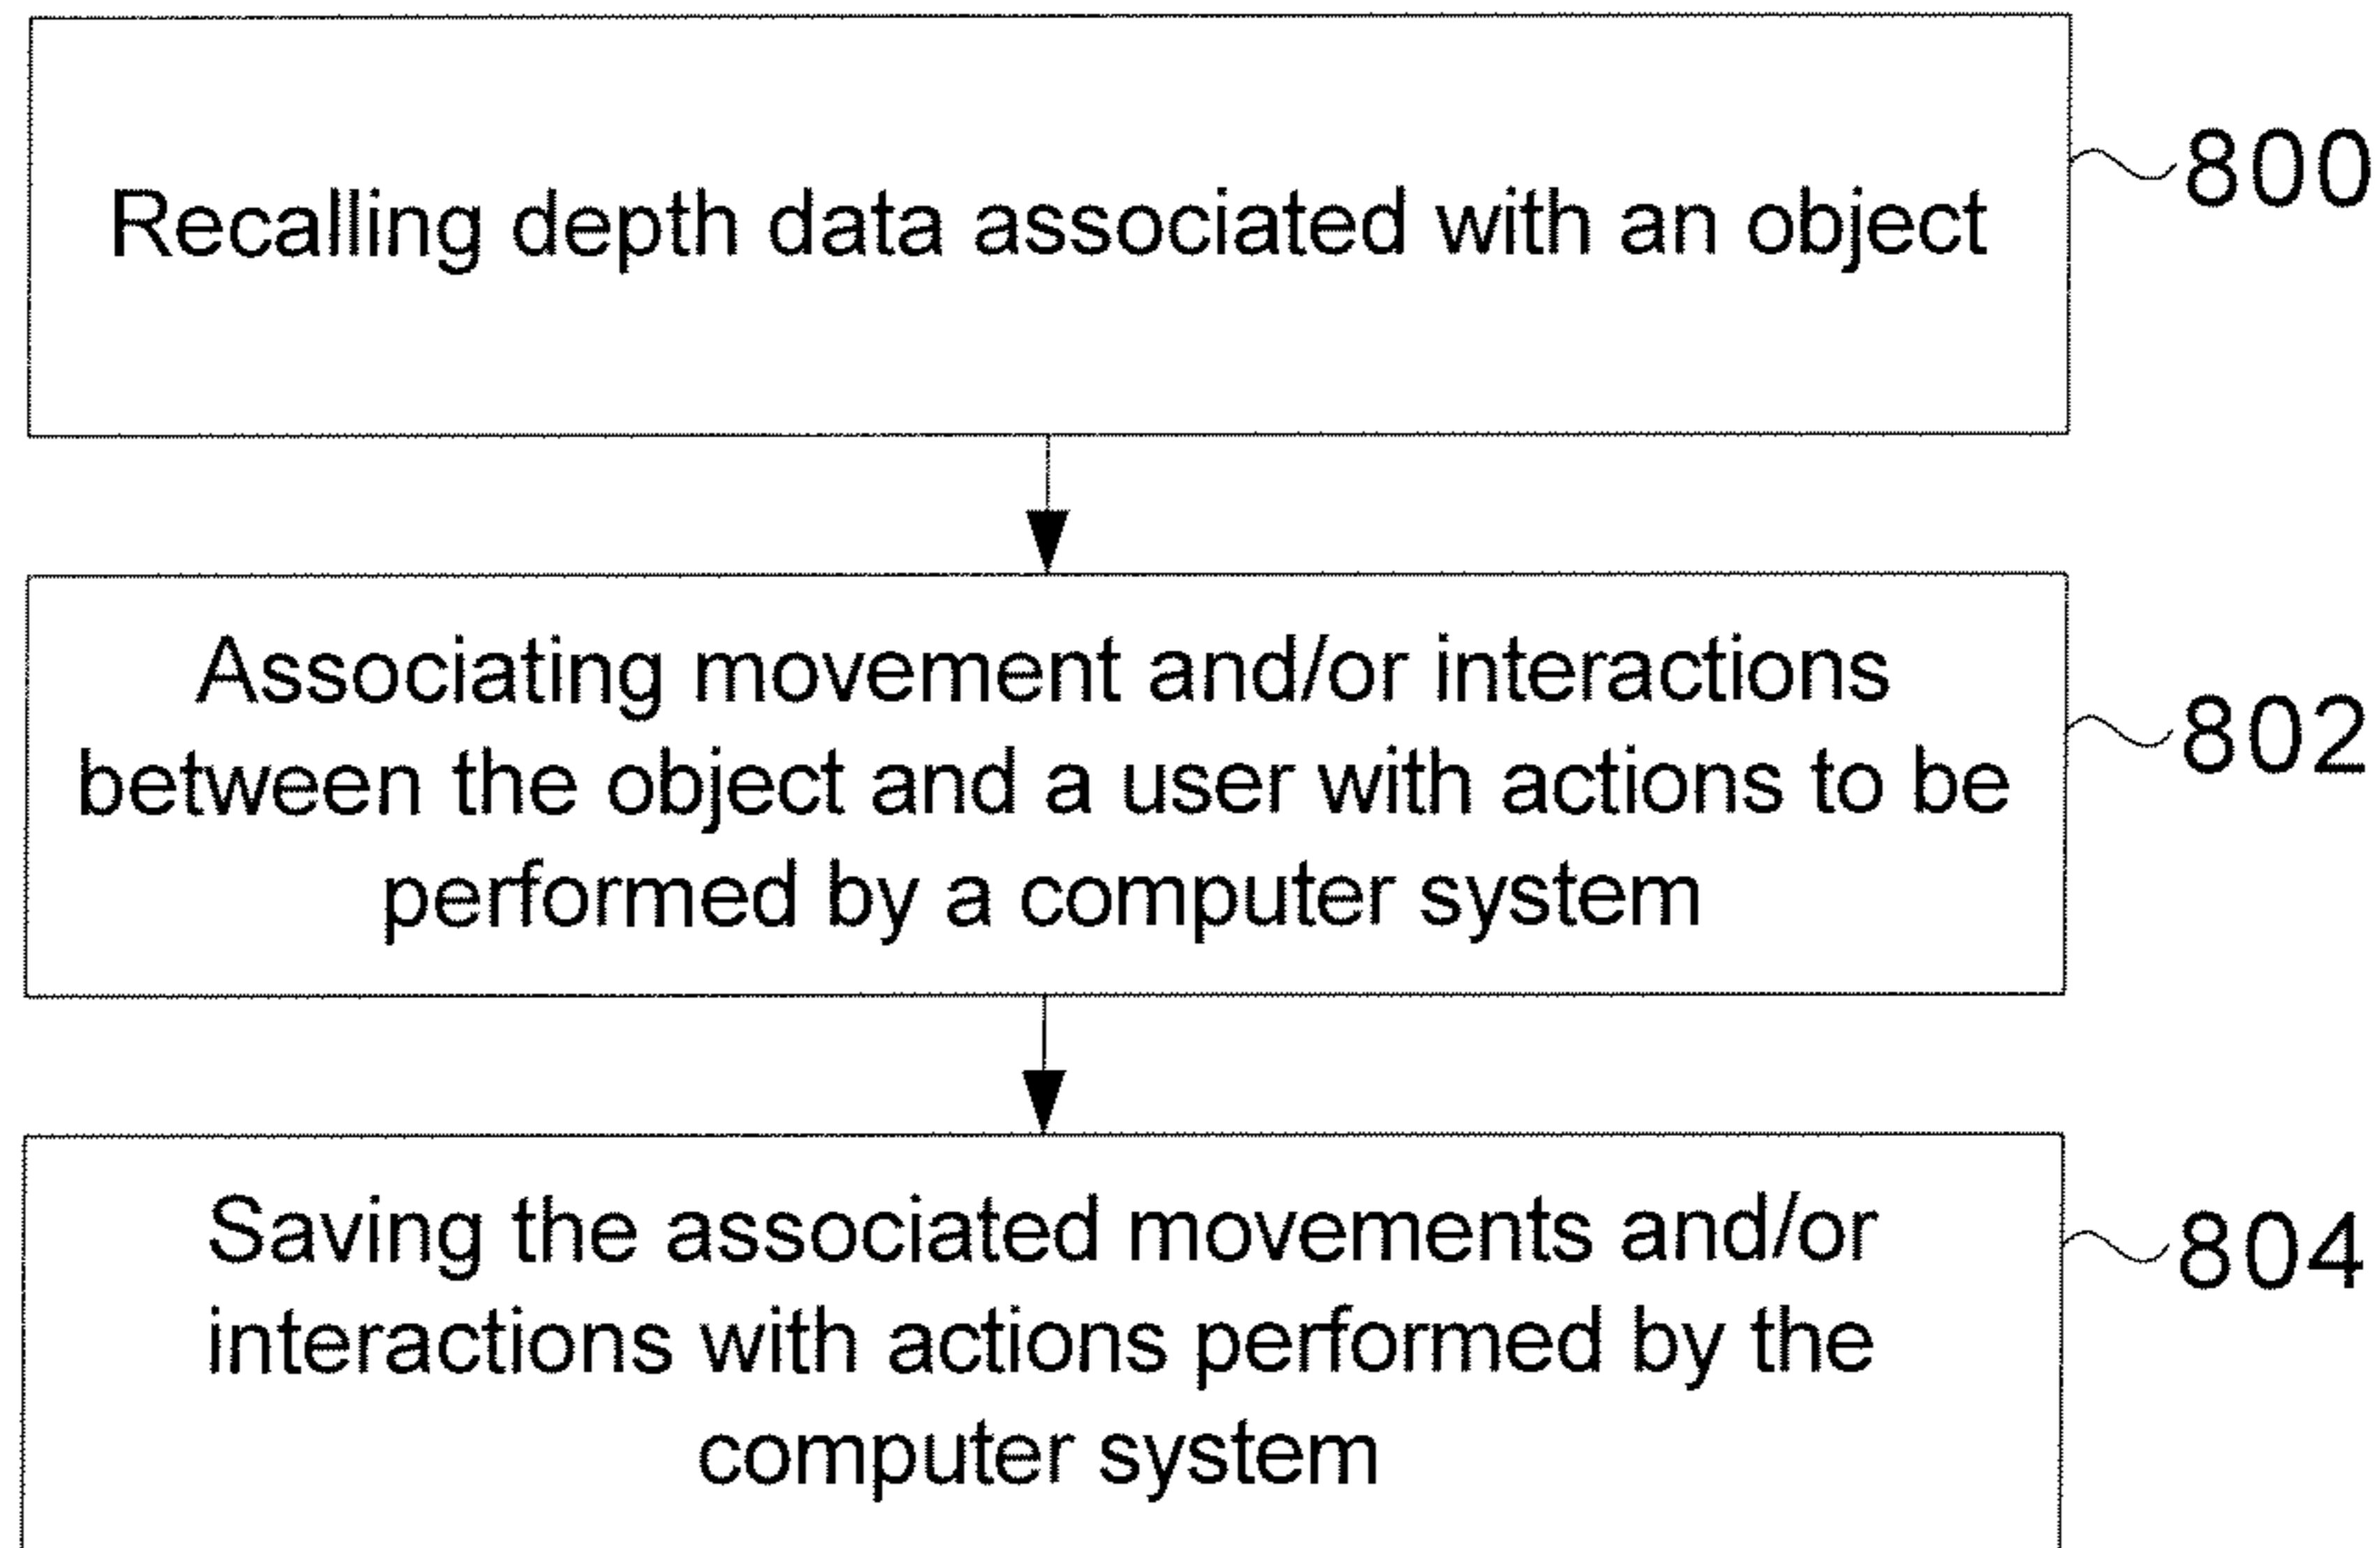 Recalling depth data associated with an object
800
Associating movement and/or interactions
between the object and a user with actions to be
performed by a computer system
802
Saving the associated movements and/or
interactions with actions performed by the
computer system
804